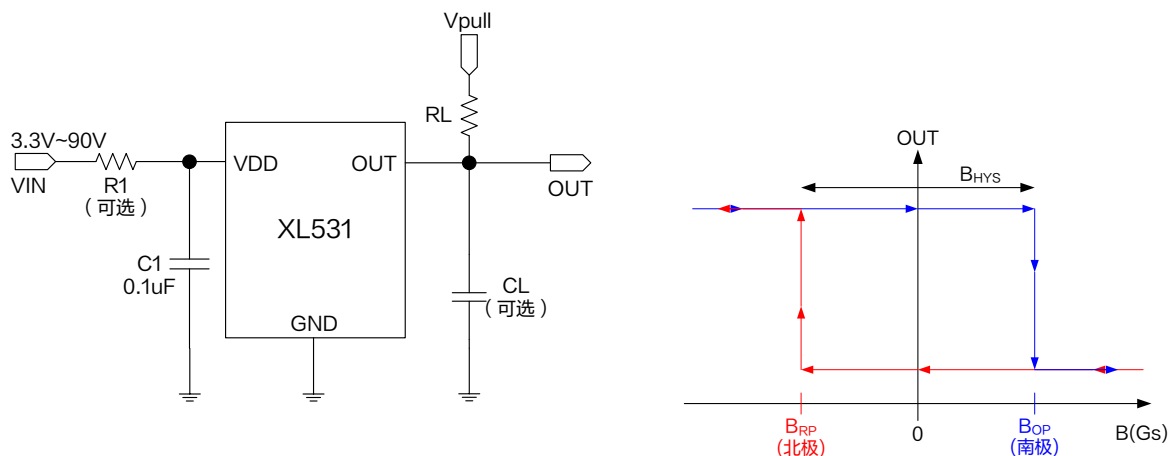 Vpull
RL
3.3V~90V
VIN
R1
(可选)
VDD
OUT
OUT
XL531
C1
0.1uF
CL
(可选)
GND
OUT
BHYS
BRP
(北极)
0
BOP
(南极)
B(Gs)